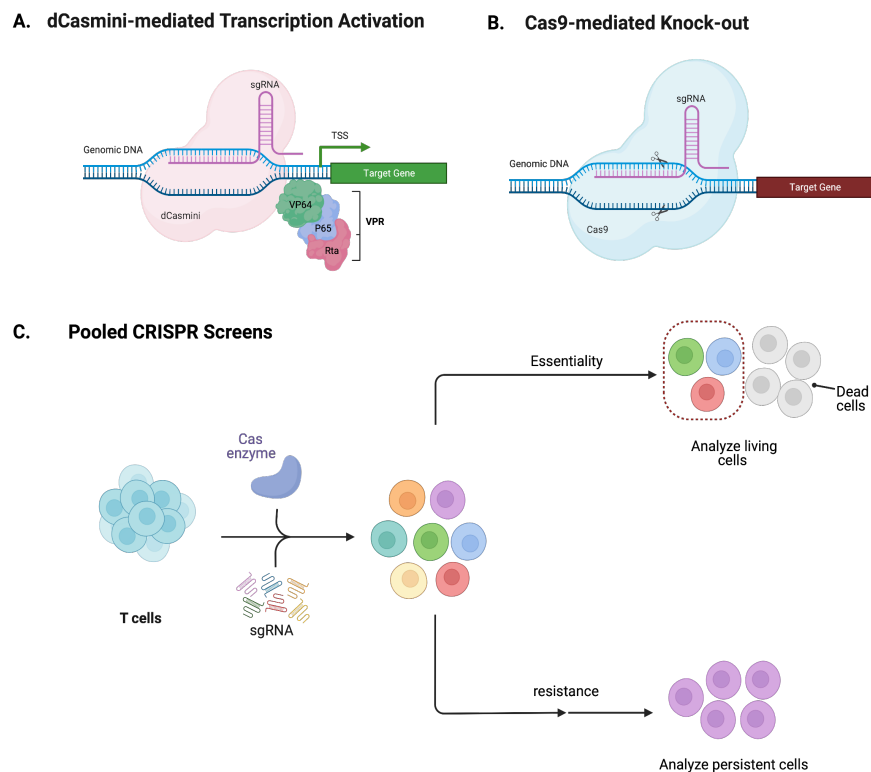 A. dCasmini-mediated Transcription Activation
sgRNA
TSS
Genomic DNA
Target Gene
dCasmini
VP64
P65
Rta
VPR
B. Cas9-mediated Knock-out
sgRNA
Genomic DNA
Target Gene
Cas9
C. Pooled CRISPR Screens
T cells
Cas
enzyme
sgRNA
Essentiality
Dead
cells
Analyze living
cells
resistance
Analyze persistent cells